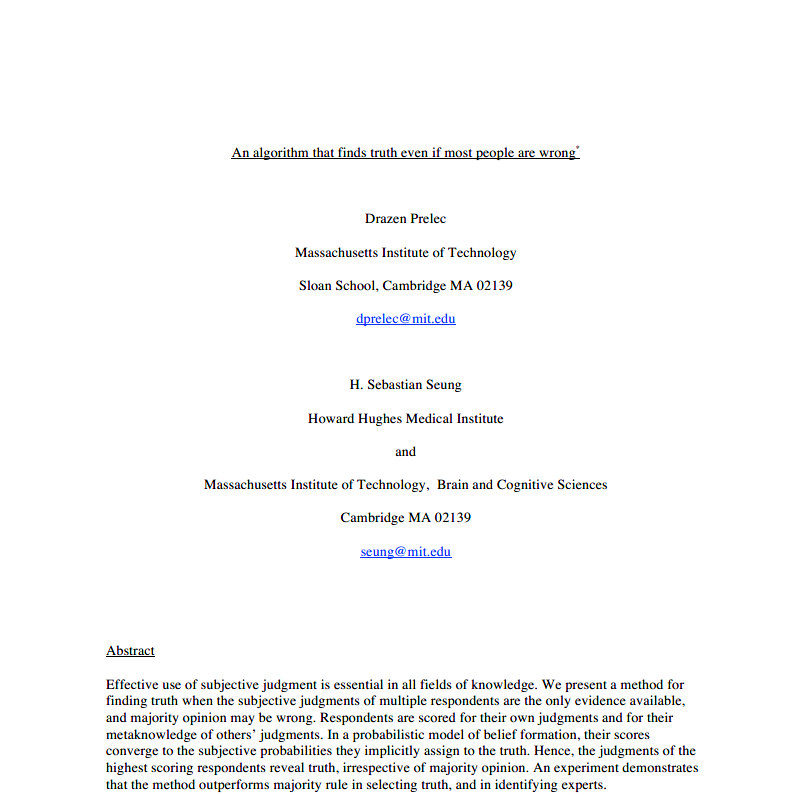 An algorithm that finds truth even if most people are wrong*
Drazen Prelec
Massachusetts Institute of Technology
Sloan School, Cambridge MA 02139
dprelec@mit.edu
H. Sebastian Seung
Howard Hughes Medical Institute
and
Massachusetts Institute of Technology,  Brain and Cognitive Sciences
Cambridge MA 02139
seung@mit.edu
Abstract
Effective use of subjective judgment is essential in all fields of knowledge. We present a method for
finding truth when the subjective judgments of multiple respondents are the only evidence available,
and majority opinion may be wrong. Respondents are scored for their own judgments and for their
metaknowledge of others' judgments. In a probabilistic model of belief formation, their scores
converge to the subjective probabilities they implicitly assign to the truth. Hence, the judgments of the
highest scoring respondents reveal truth, irrespective of majority opinion. An experiment demonstrates
that the method outperforms majority rule in selecting truth, and in identifying experts.